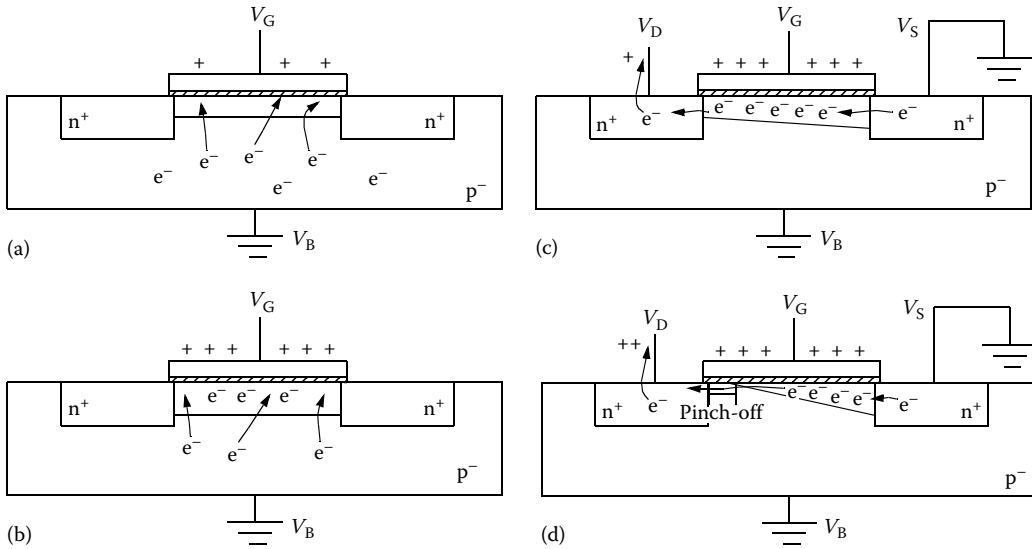 V_G
+ + +
n⁺ n⁺
e⁻ e⁻ e⁻
e⁻ e⁻ e⁻
p⁻
V_B
(a)
V_G
+ + + + + +
e⁻ e⁻ e⁻
n⁺ n⁺
e⁻ e⁻ e⁻
p⁻
V_B
(b)
V_D V_G V_S
+ + + + + + +
e⁻ e⁻ e⁻ e⁻ e⁻ e⁻ e⁻
n⁺ n⁺
p⁻
V_B
(c)
V_D V_G V_S
++ + + + + + +
e⁻ e⁻ e⁻ e⁻ e⁻ e⁻
n⁺ n⁺
Pinch-off
p⁻
V_B
(d)